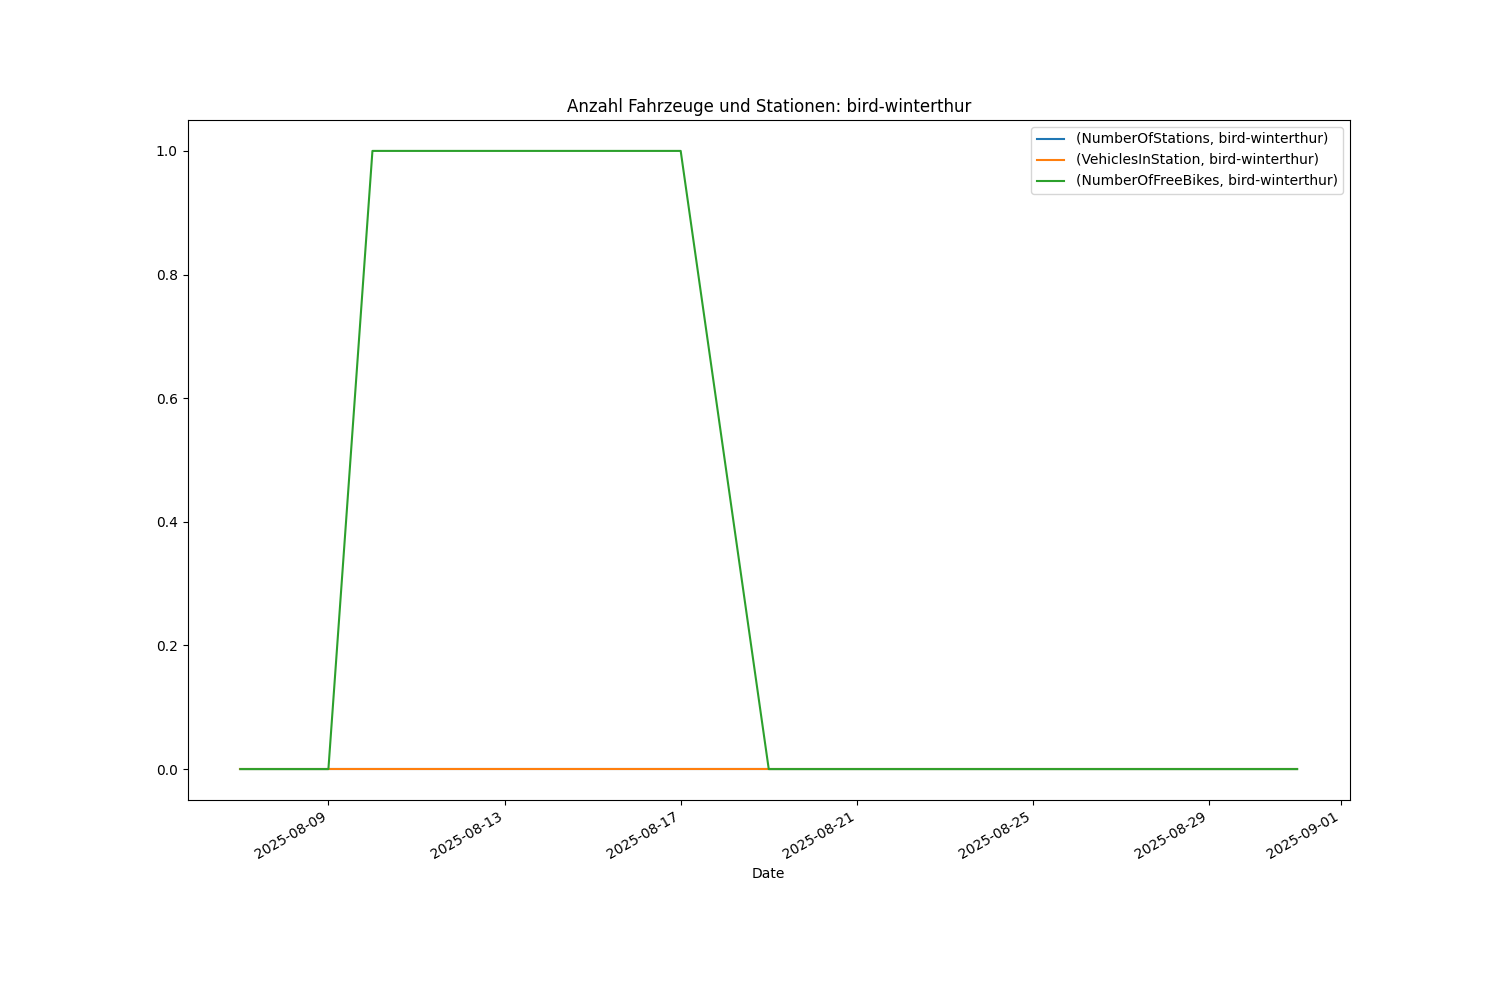 Anzahl Fahrzeuge und Stationen: bird-winterthur
(NumberOfStations, bird-winterthur)
(VehiclesInStation, bird-winterthur)
(NumberOfFreeBikes, bird-winterthur)
1.0
0.8
0.6
0.4
0.2
0.0
2025-08-09
2025-08-13
2025-08-17
2025-08-21
2025-08-25
2025-08-29
2025-09-01
Date